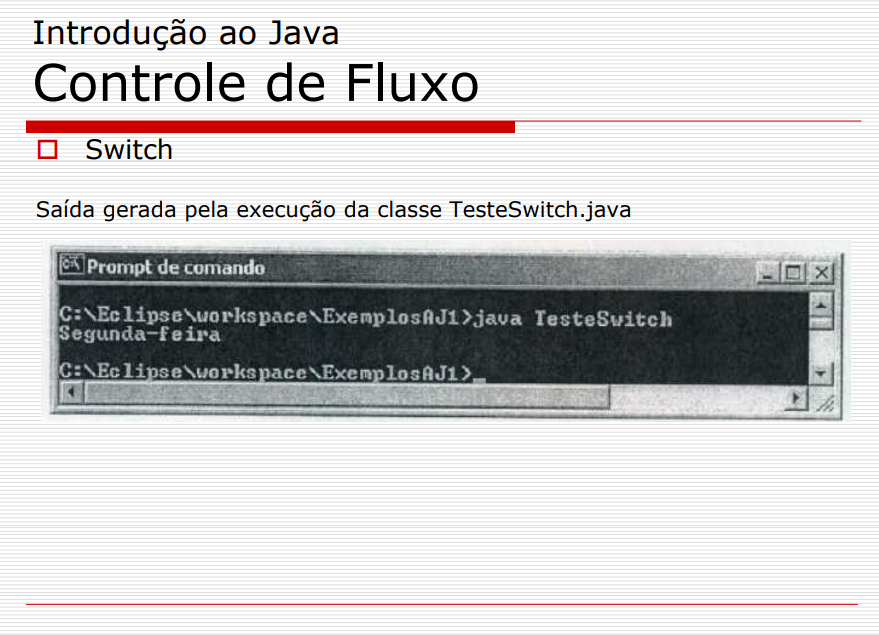 Introdução ao Java
Controle de Fluxo
Switch
Saída gerada pela execução da classe TesteSwitch.java
C:\ Prompt de comando
C:\Eclipse\workspace\ExemplosAJ1>java TesteSwitch
Segunda-feira
C:\Eclipse\workspace\ExemplosAJ1>_